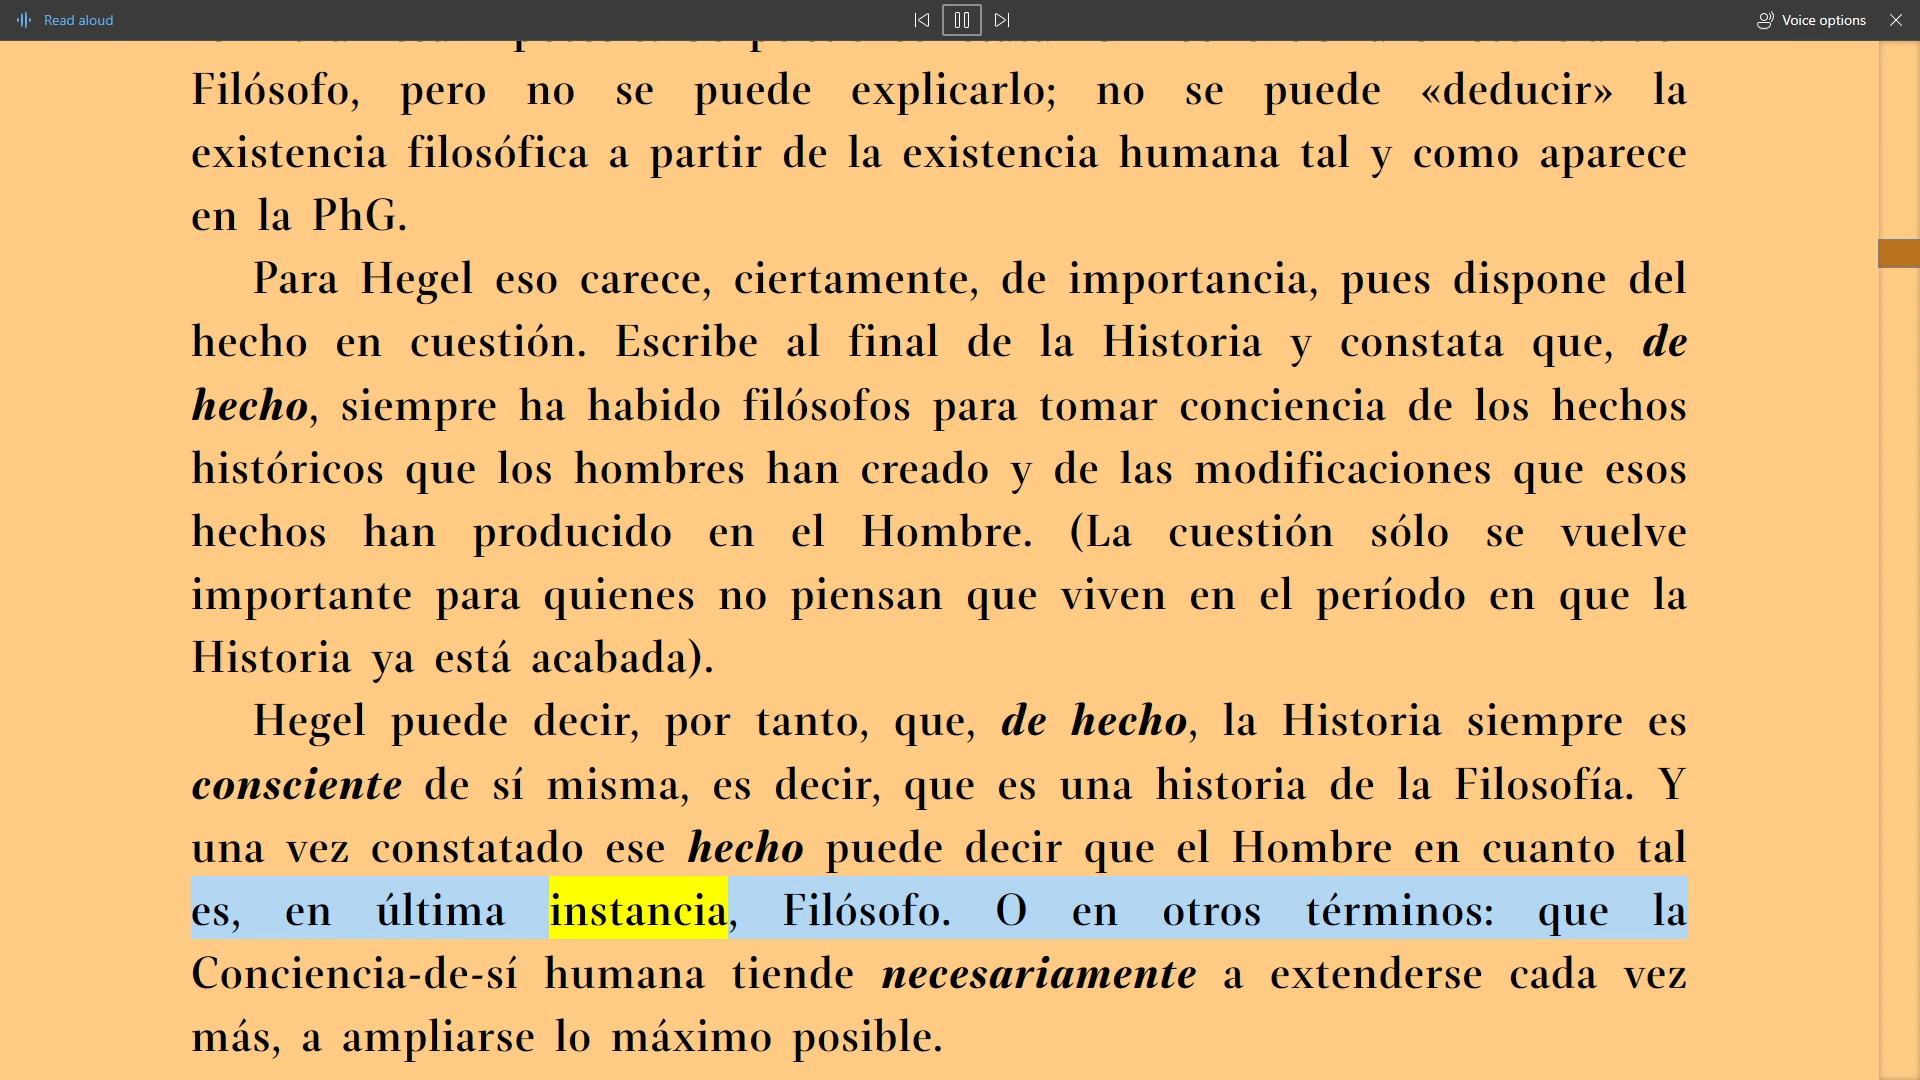 Read aloud
Voice options
Filósofo, pero no se puede explicarlo; no se puede «deducir» la
existencia filosófica a partir de la existencia humana tal y como aparece
en la PhG.
Para Hegel eso carece, ciertamente, de importancia, pues dispone del
hecho en cuestión. Escribe al final de la Historia y constata que, de
hecho, siempre ha habido filósofos para tomar conciencia de los hechos
históricos que los hombres han creado y de las modificaciones que esos
hechos han producido en el Hombre. (La cuestión sólo se vuelve
importante para quienes no piensan que viven en el período en que la
Historia ya está acabada).
Hegel puede decir, por tanto, que, de hecho, la Historia siempre es
consciente de sí misma, es decir, que es una historia de la Filosofía. Y
una vez constatado ese hecho puede decir que el Hombre en cuanto tal
es, en última instancia, Filósofo. O en otros términos: que la
Conciencia-de-sí humana tiende necesariamente a extenderse cada vez
más, a ampliarse lo máximo posible.